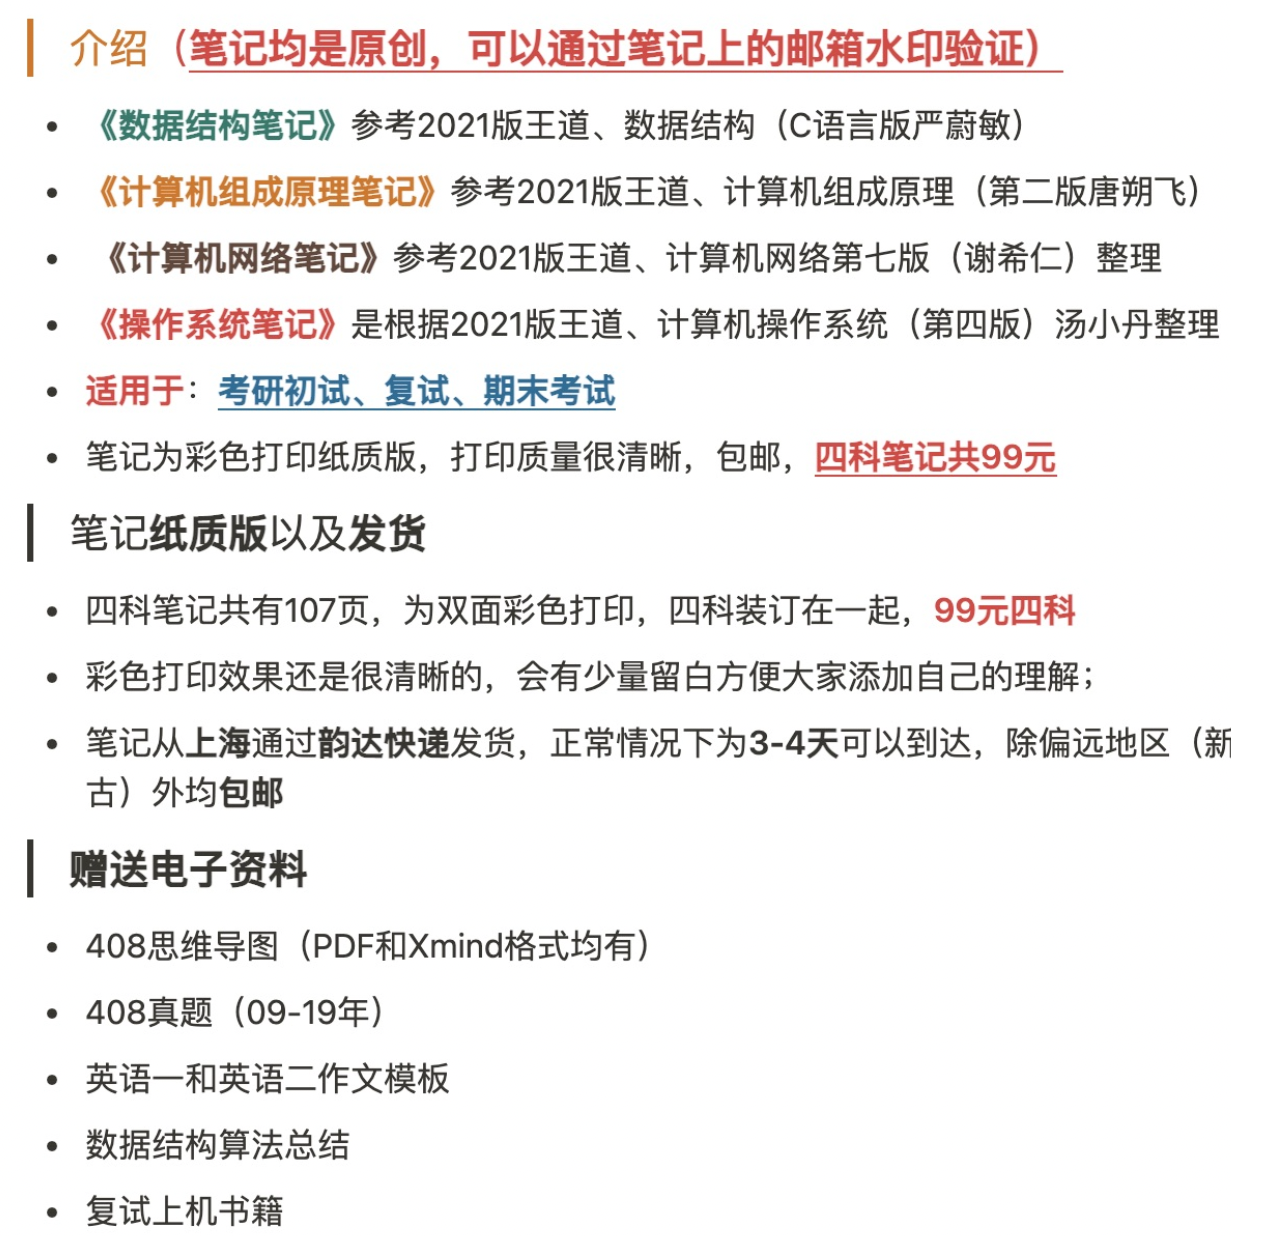 介绍（笔记均是原创，可以通过笔记上的邮箱水印验证）
• 《数据结构笔记》参考2021版王道、数据结构（C语言版严蔚敏）
• 《计算机组成原理笔记》参考2021版王道、计算机组成原理（第二版唐朔飞）
• 《计算机网络笔记》参考2021版王道、计算机网络第七版（谢希仁）整理
• 《操作系统笔记》是根据2021版王道、计算机操作系统（第四版）汤小丹整理
• 适用于：考研初试、复试、期末考试
• 笔记为彩色打印纸质版，打印质量很清晰，包邮，四科笔记共99元
笔记纸质版以及发货
• 四科笔记共有107页，为双面彩色打印，四科装订在一起，99元四科
• 彩色打印效果还是很清晰的，会有少量留白方便大家添加自己的理解；
• 笔记从上海通过韵达快递发货，正常情况下为3-4天可以到达，除偏远地区（新
古）外均包邮
赠送电子资料
• 408思维导图（PDF和Xmind格式均有）
• 408真题（09-19年）
• 英语一和英语二作文模板
• 数据结构算法总结
• 复试上机书籍